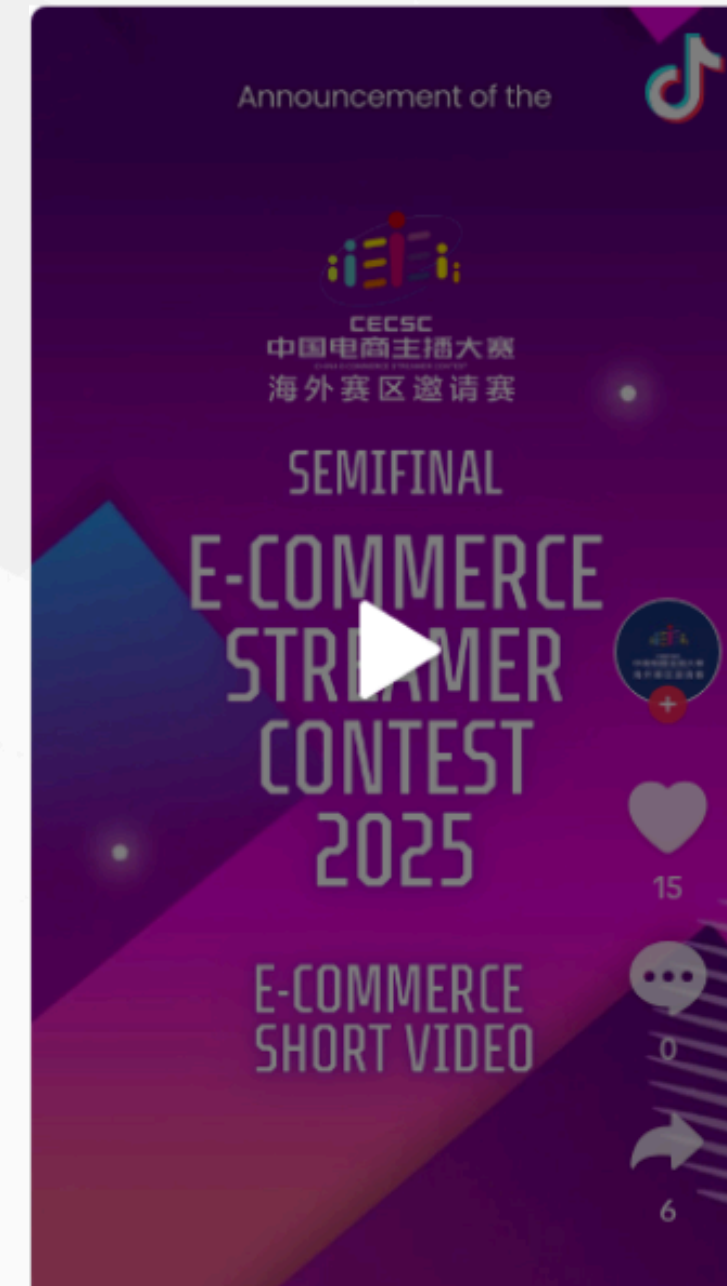 Announcement of the
CECSC
中国电商主播大赛
海外赛区邀请赛
SEMIFINAL
E-COMMERCE
STREAMER
CONTEST
2025
15
E-COMMERCE
SHORT VIDEO
0
6